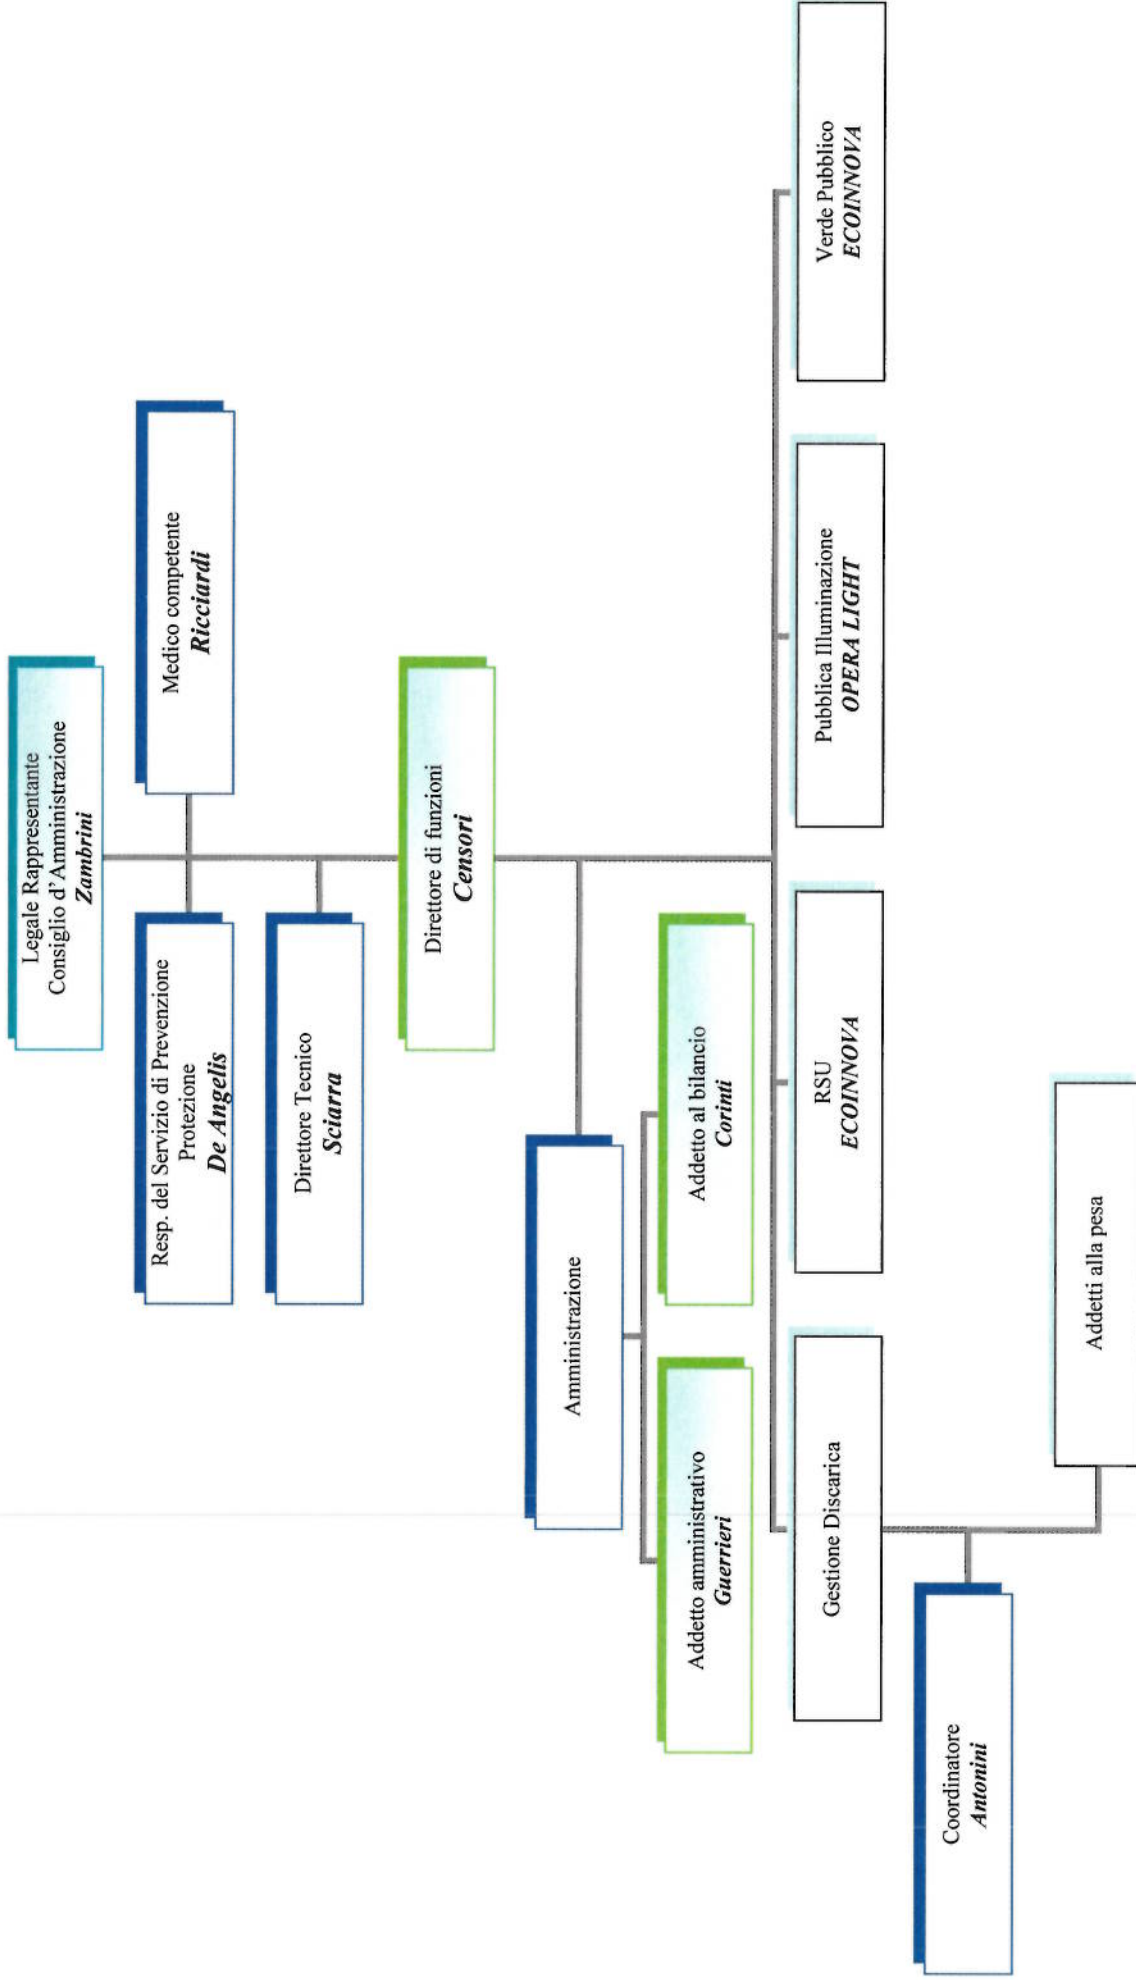 Legale Rappresentante
Consiglio d'Amministrazione
Zambrini
Resp. del Servizio di Prevenzione
Protezione
De Angelis
Medico competente
Ricciardi
Direttore Tecnico
Sciarra
Direttore di funzioni
Censori
Amministrazione
Addetto amministrativo
Guerrieri
Addetto al bilancio
Corinti
Gestione Discarica
RSU
ECOINNOVA
Pubblica Illuminazione
OPERA LIGHT
Verde Pubblico
ECOINNOVA
Coordinatore
Antonini
Addetti alla pesa